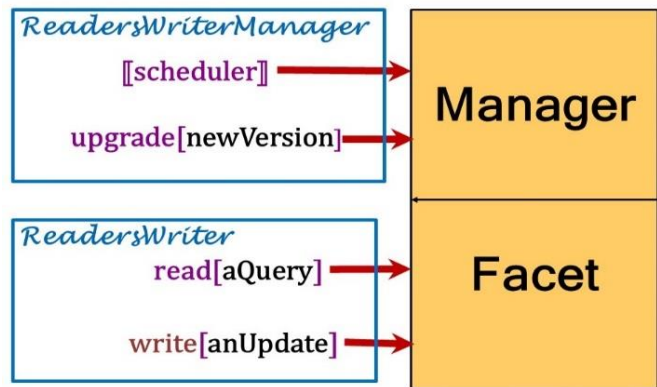 ReadersWriterManager
⟦scheduler⟧
upgrade[newVersion]
Manager
ReadersWriter
read[aQuery]
write[anUpdate]
Facet